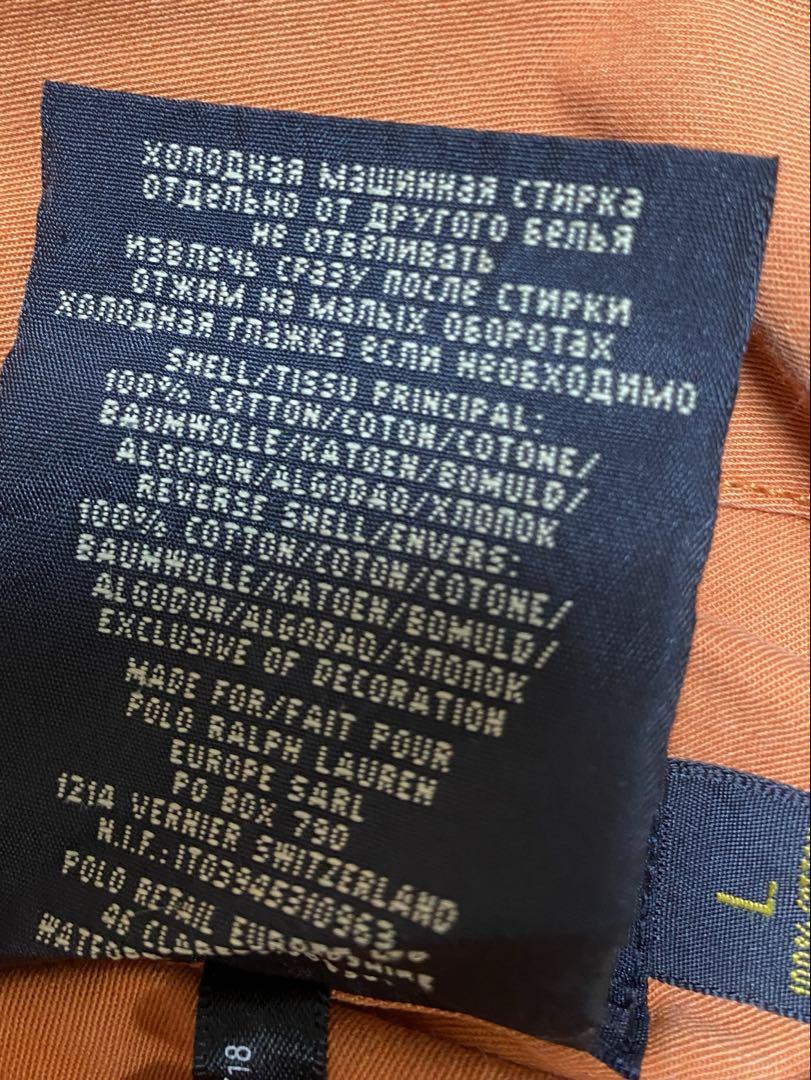 ХОЛОДНАЯ МАШИННАЯ СТИРКА
ОТДЕЛЬНО ОТ ДРУГОГО БЕЛЬЯ
НЕ ОТБЕЛИВАТЬ
ИЗВЛЕЧЬ СРАЗУ ПОСЛЕ СТИРКИ
ОТЖИМ НА МАЛЫХ ОБОРОТАХ
ХОЛОДНАЯ ГЛАЖКА ЕСЛИ НЕОБХОДИМО
SHELL/TISSU PRINCIPAL:
100% COTTON/COTON/COTONE/
BAUMWOLLE/KATOEN/BOMULD/
ALGODON/ALGODAO/ХЛОПОК
REVERSE SHELL/ENVERS:
100% COTTON/COTON/COTONE/
BAUMWOLLE/KATOEN/BOMULD/
ALGODON/ALGODAO/ХЛОПОК
EXCLUSIVE OF DECORATION
MADE FOR/FAIT POUR
POLO RALPH LAUREN
EUROPE SARL
PO BOX 790
1214 VERNIER SWITZERLAND
N.I.F.:IT03945310963
POLO RETAIL
46
L
18